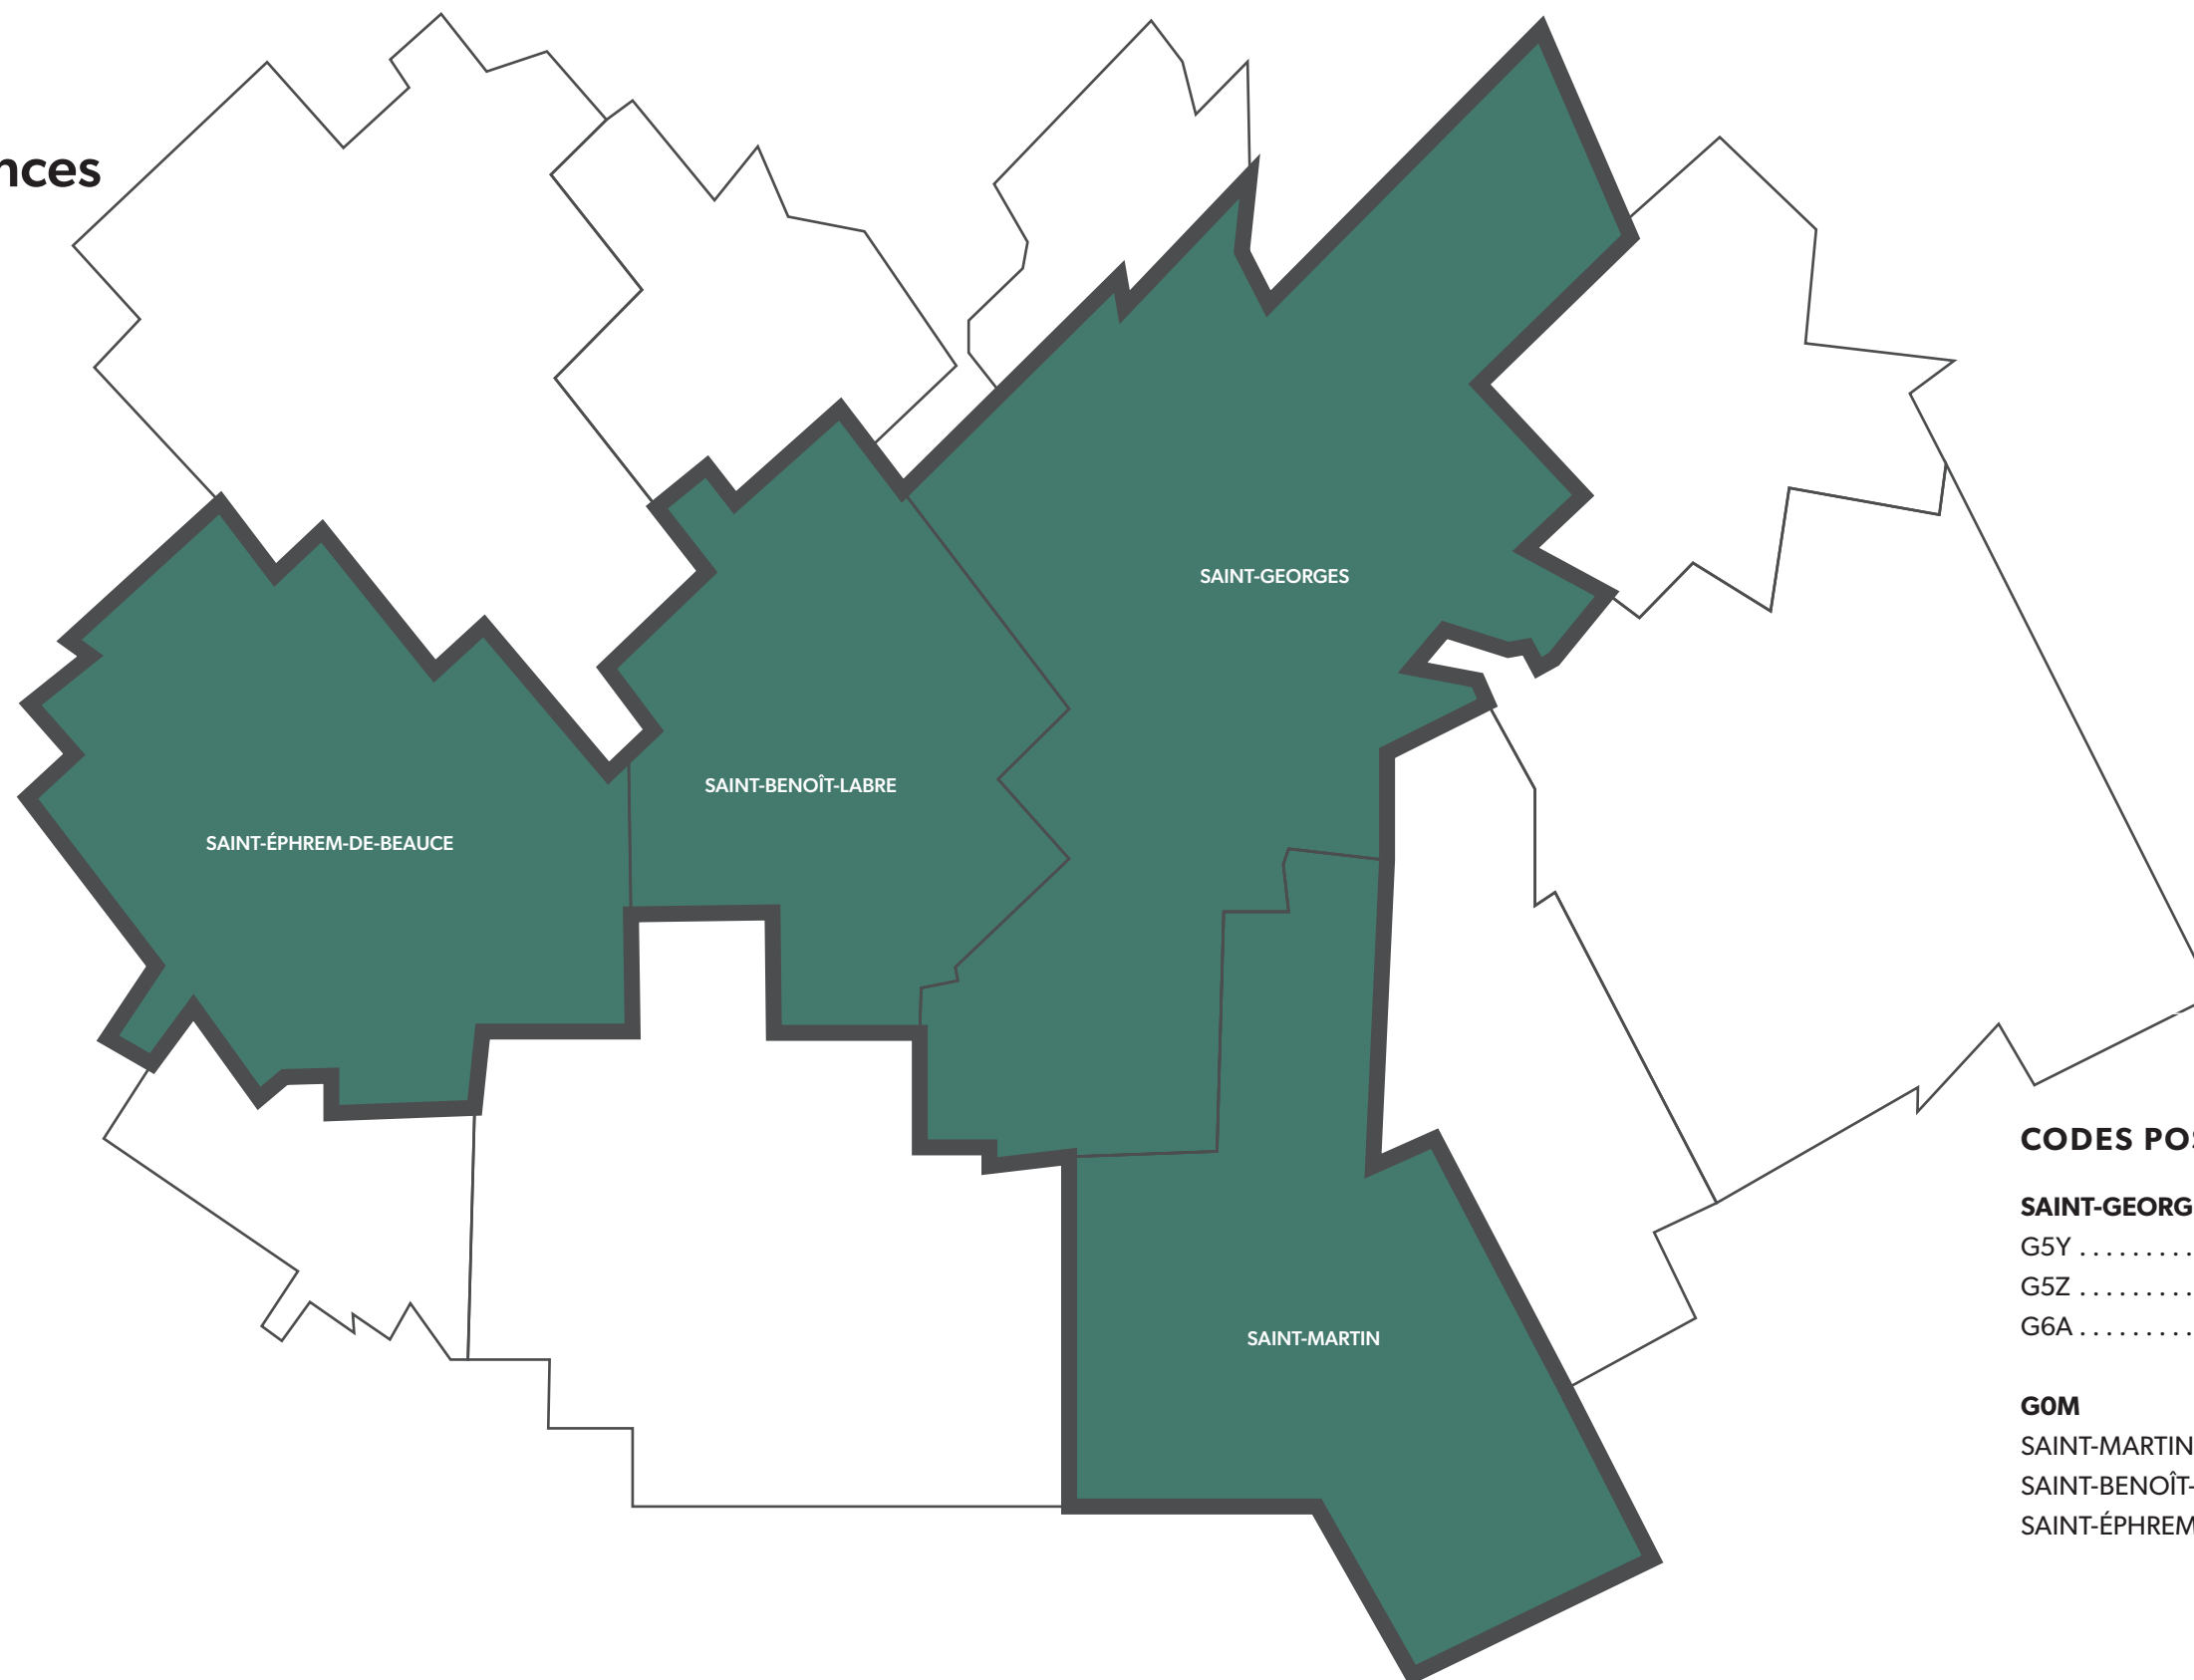 nces
SAINT-GEORGES
SAINT-BENOÎT-LABRE
SAINT-ÉPHREM-DE-BEAUCE
SAINT-MARTIN
CODES POS
SAINT-GEORG
G5Y . . . . . . . . .
G5Z . . . . . . . . .
G6A . . . . . . . . .
G0M
SAINT-MARTIN
SAINT-BENOÎT-
SAINT-ÉPHREM